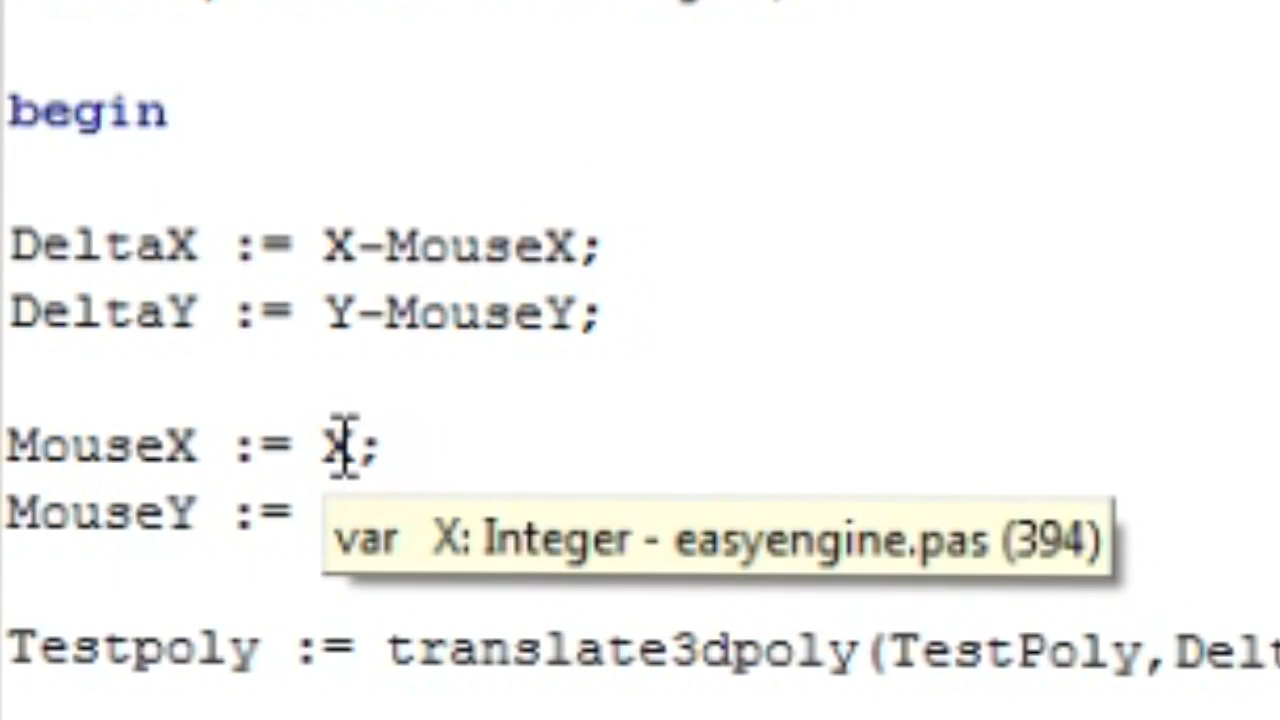 begin
DeltaX := X-MouseX;
DeltaY := Y-MouseY;
MouseX := X;
MouseY :=
var X: Integer - easyengine.pas (394)
Testpoly := translate3dpoly(TestPoly,Delt